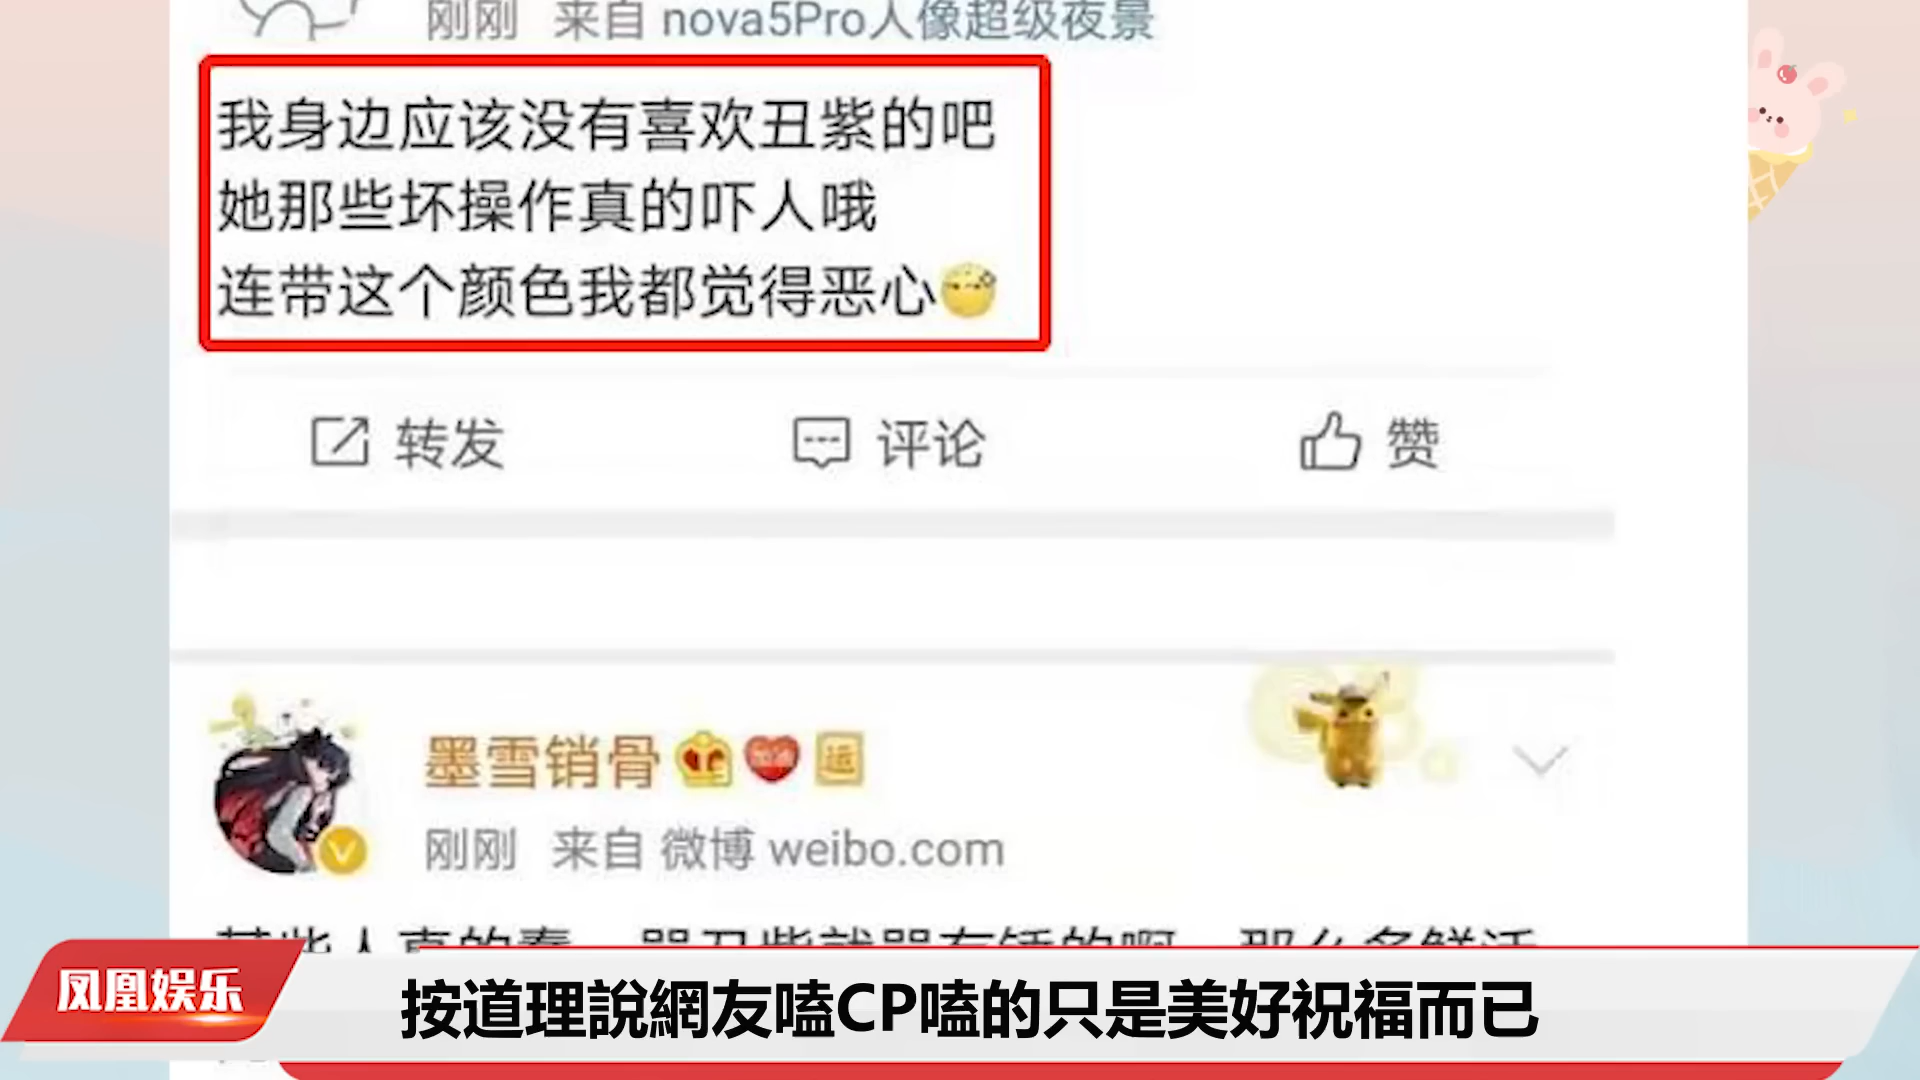 刚刚 来自 nova5Pro人像超级夜景
我身边应该没有喜欢丑紫的吧
她那些坏操作真的吓人哦
连带这个颜色我都觉得恶心
转发 评论 赞
墨雪销骨
运
刚刚 来自 微博 weibo.com
凤凰娱乐
按道理說網友嗑CP嗑的只是美好祝福而已